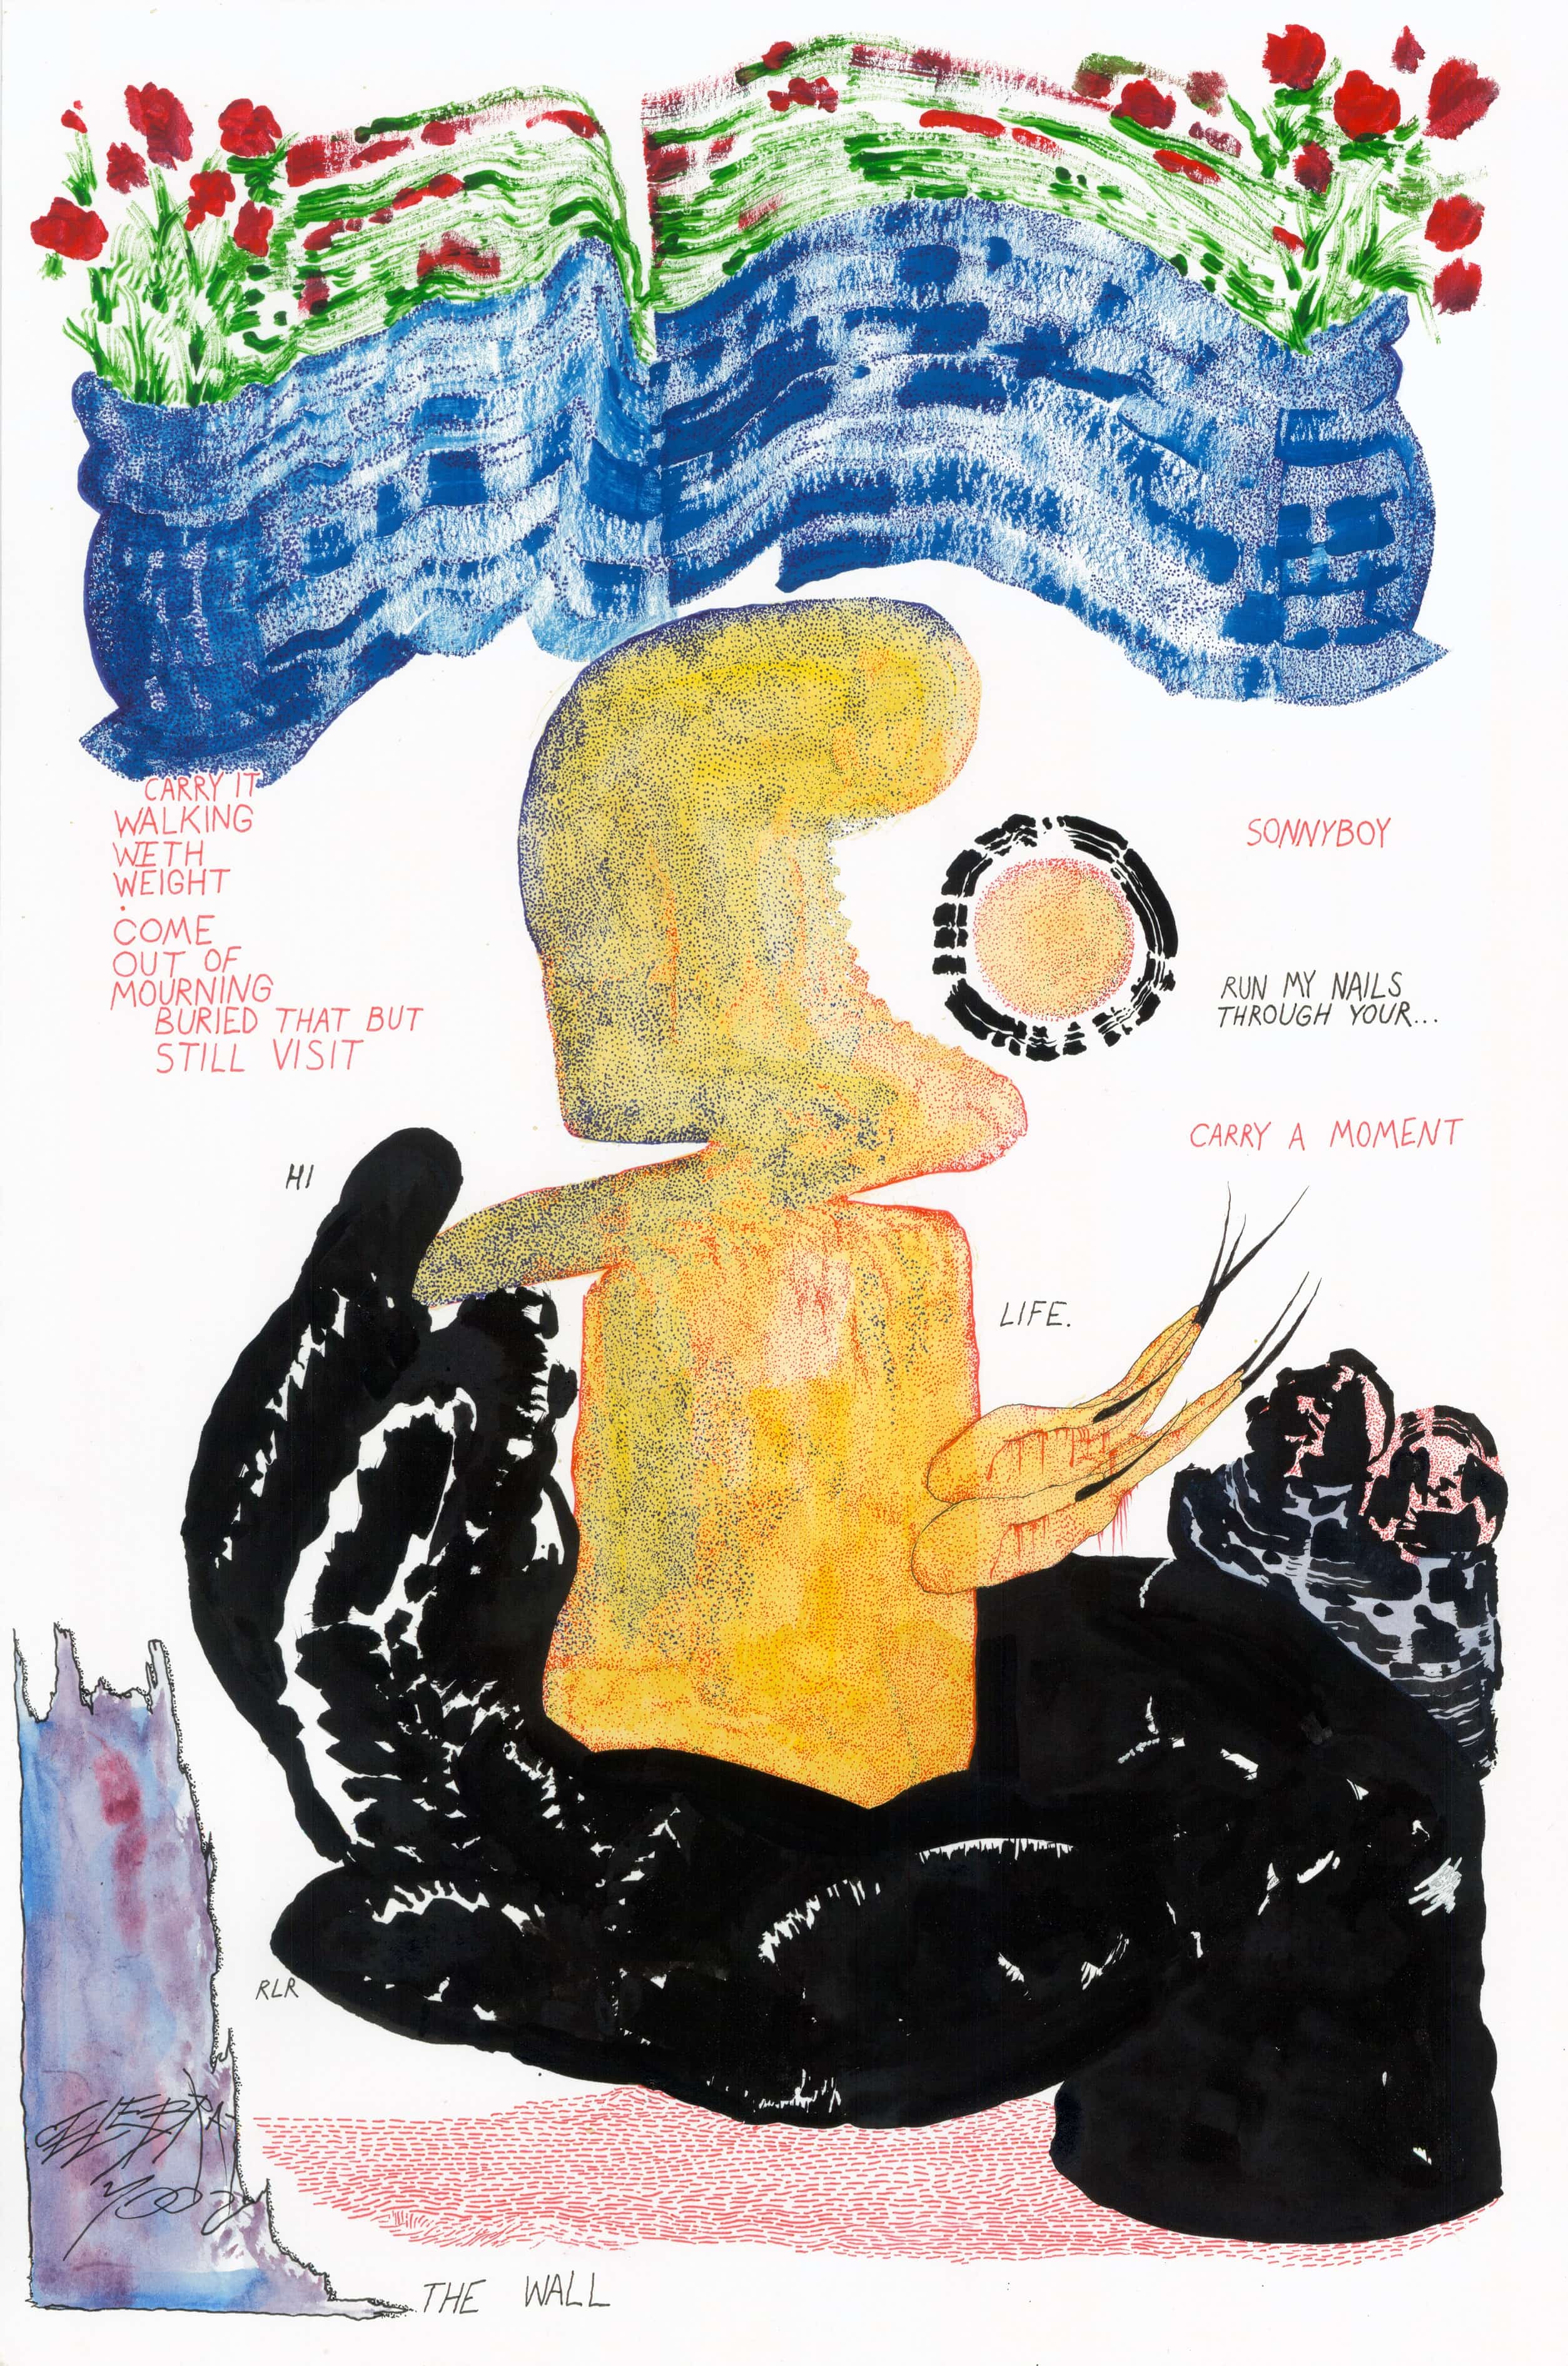 CARRY IT
WALKING
WETH
WEIGHT
.
COME
OUT OF
MOURNING
BURIED THAT BUT
STILL VISIT
SONNYBOY
RUN MY NAILS
THROUGH YOUR...
CARRY A MOMENT
HI
LIFE.
RLR
THE WALL